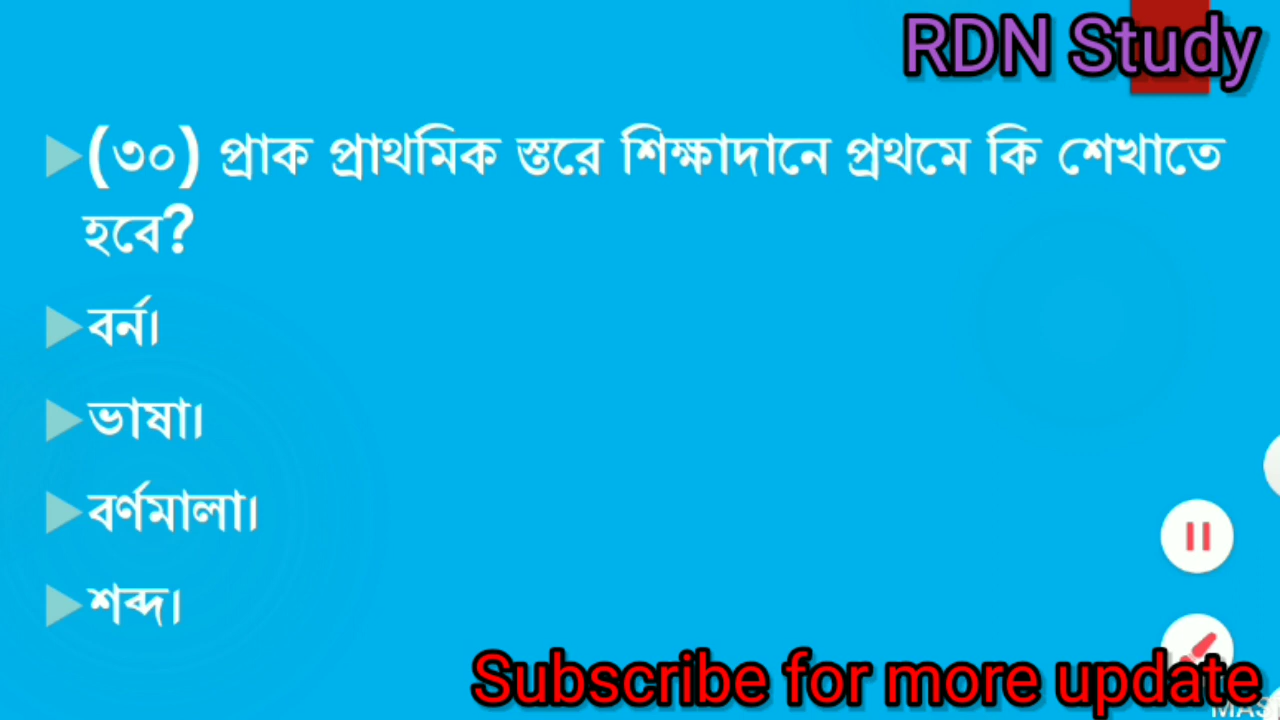 RDN Study
(৩০) প্রাক প্রাথমিক স্তরে শিক্ষাদানে প্রথমে কি শেখাতে
হবে?
বর্ন।
ভাষা।
বর্ণমালা।
শব্দ।
Subscribe for more update